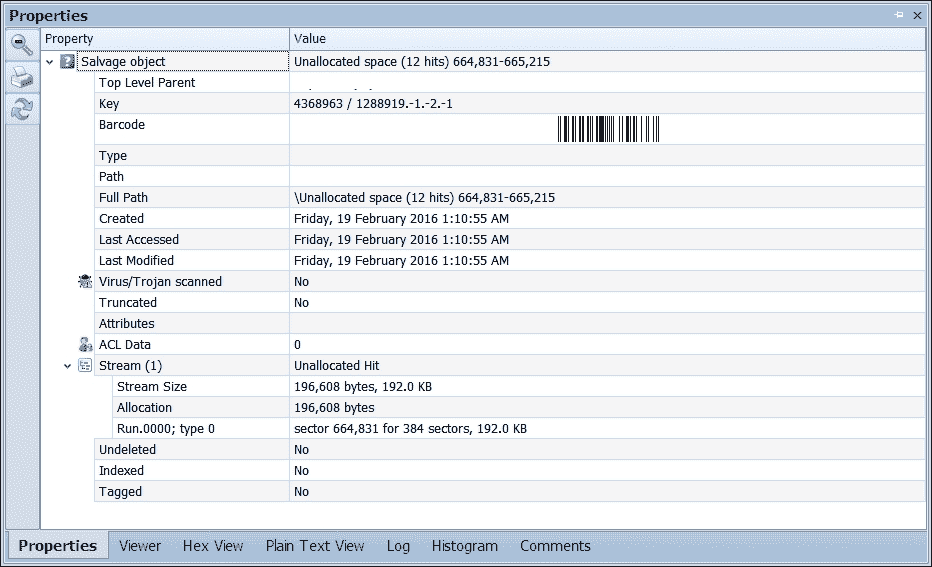 Properties
Property Value
Salvage object Unallocated space (12 hits) 664,831-665,215
Top Level Parent
Key 4368963 / 1288919.-1.-2.-1
Barcode
Type
Path
Full Path \Unallocated space (12 hits) 664,831-665,215
Created Friday, 19 February 2016 1:10:55 AM
Last Accessed Friday, 19 February 2016 1:10:55 AM
Last Modified Friday, 19 February 2016 1:10:55 AM
Virus/Trojan scanned No
Truncated No
Attributes
ACL Data 0
Stream (1) Unallocated Hit
Stream Size 196,608 bytes, 192.0 KB
Allocation 196,608 bytes
Run.0000; type 0 sector 664,831 for 384 sectors, 192.0 KB
Undeleted No
Indexed No
Tagged No
Properties Viewer Hex View Plain Text View Log Histogram Comments